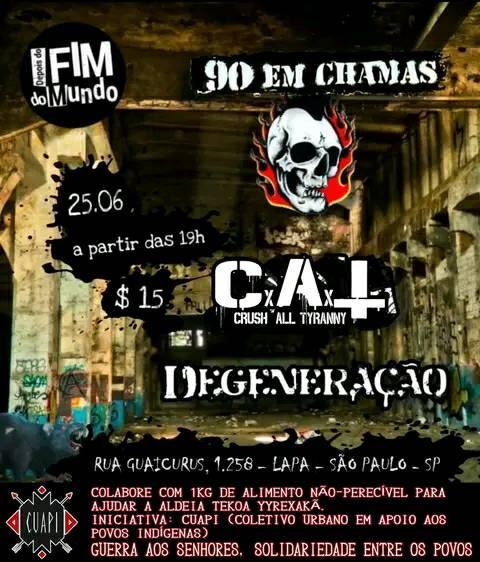 Depois do
FIM
do Mundo
90 EM CHAMAS
25.06
a partir das 19h
$ 15
CxAxT
CRUSH ALL TYRANNY
DEGENERAÇÃO
RUA GUAICURUS, 1.258 - LAPA - SÃO PAULO - SP
CUAPI
COLABORE COM 1KG DE ALIMENTO NÃO-PERECÍVEL PARA
AJUDAR A ALDEIA TEKOA YYREXAKÃ.
INICIATIVA: CUAPI (COLETIVO URBANO EM APOIO AOS
POVOS INDÍGENAS)
GUERRA AOS SENHORES, SOLIDARIEDADE ENTRE OS POVOS